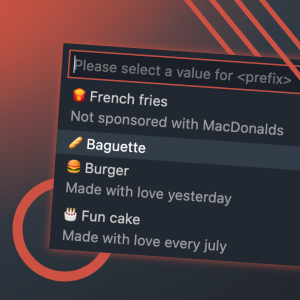 Please select a value for <prefix>
🍟 French fries
Not sponsored with MacDonalds
🥖 Baguette
🍔 Burger
Made with love yesterday
🎂 Fun cake
Made with love every july